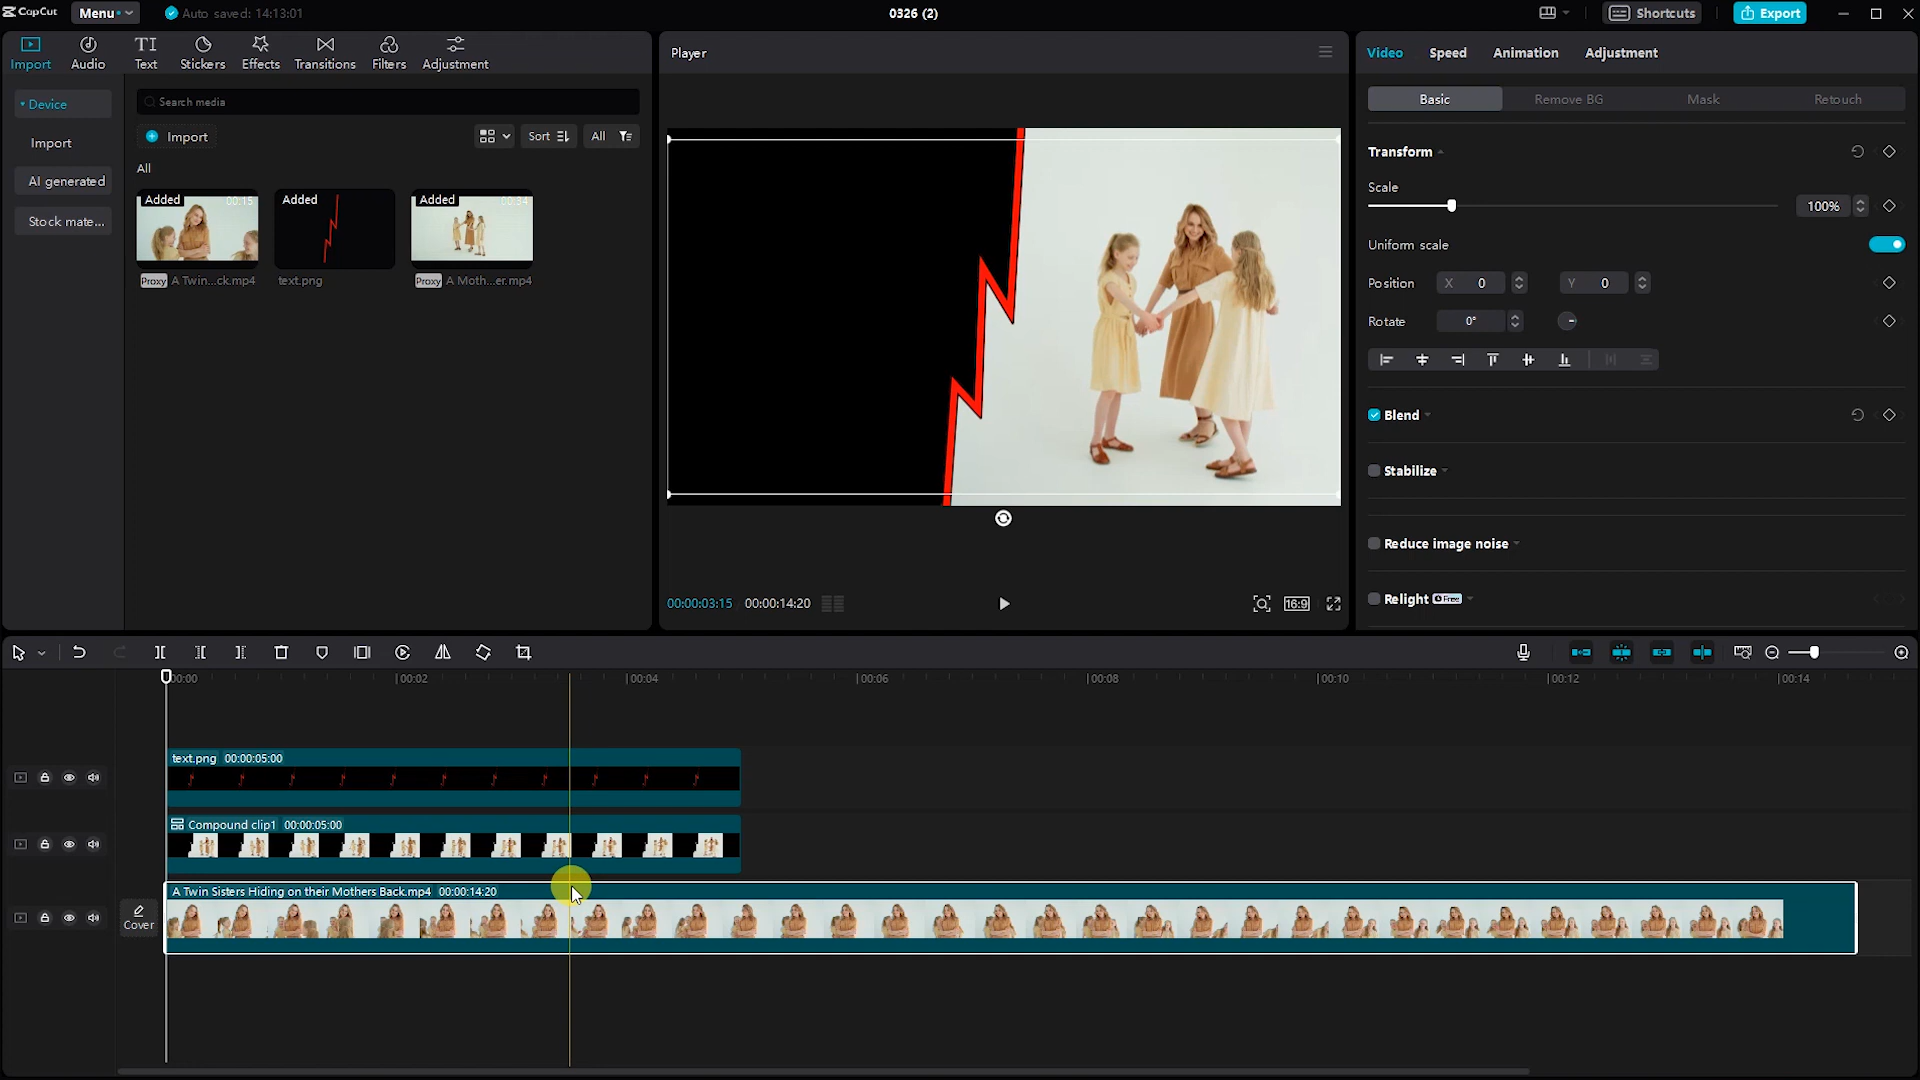 CapCut
Menu
Auto saved: 14:13:01
0326 (2)
Shortcuts
Export
Import
Audio
TI
Text
Stickers
Effects
Transitions
Filters
Adjustment
Player
Video
Speed
Animation
Adjustment
Device
Import
AI generated
Stock mate...
Search media
Import
Sort
All
All
Added
00:15
Added
Added
00:34
Proxy A Twin...ck.mp4
text.png
Proxy A Moth...er.mp4
Basic
Remove BG
Mask
Retouch
Transform
Scale
100%
Uniform scale
Position
X 0
Y 0
Rotate
0°
Blend
Stabilize
Reduce image noise
Relight Free
00:00:03:15
00:00:14:20
16:9
00:00
00:02
00:04
00:06
00:08
00:10
00:12
00:14
text.png 00:00:05:00
Compound clip1 00:00:05:00
A Twin Sisters Hiding on their Mothers Back.mp4 00:00:14:20
Cover